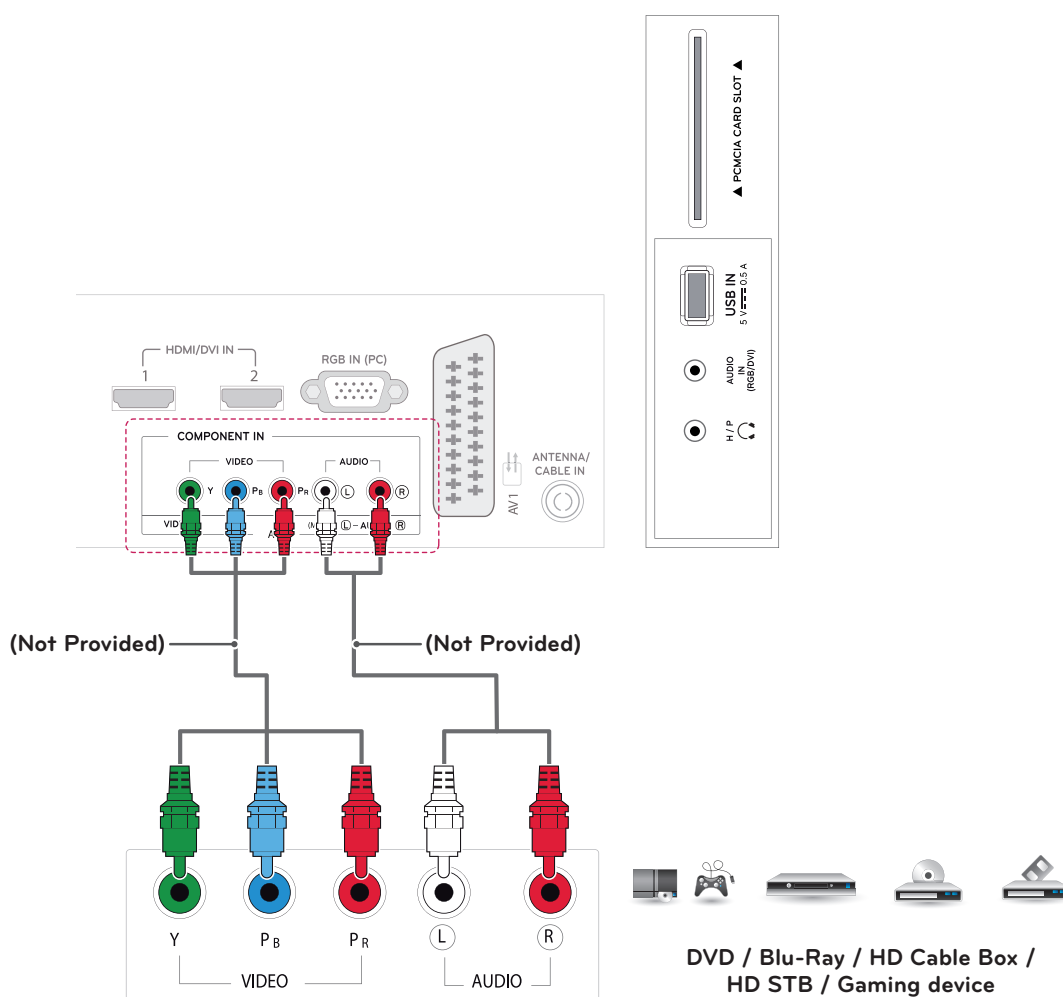 ▲ PCMCIA CARD SLOT ▲
USB IN
5 V 0.5 A
AUDIO
IN
(RGB/DVI)
H / P
HDMI/DVI IN
1
2
RGB IN (PC)
COMPONENT IN
VIDEO
AUDIO
Y
PB
PR
L
R
VID
(M
L
AU
R
AV1
ANTENNA/
CABLE IN
(Not Provided)
(Not Provided)
Y
PB
PR
L
R
VIDEO
AUDIO
DVD / Blu-Ray / HD Cable Box /
HD STB / Gaming device